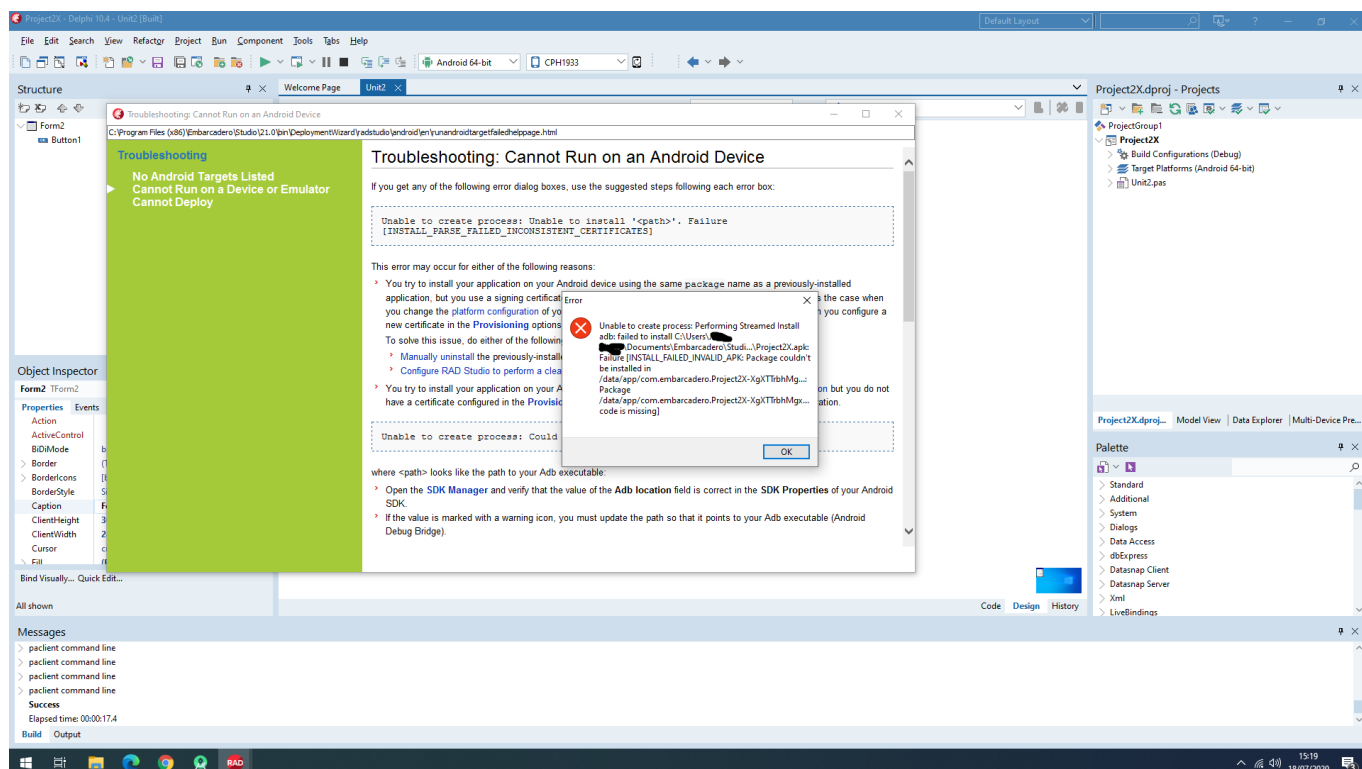 Project2X - Delphi 10.4 - Unit2 [Built]
Default Layout
File Edit Search View Refactor Project Run Component Tools Tabs Help
Android 64-bit
CPH1933
Structure
Form2
Button1
Welcome Page
Unit2
Troubleshooting: Cannot Run on an Android Device
C:\Program Files (x86)\Embarcadero\Studio\21.0\bin\DeploymentWizard\radstudio\android\en\runandroidtargetfailedhelppage.html
Troubleshooting
No Android Targets Listed
Cannot Run on a Device or Emulator
Cannot Deploy
Troubleshooting: Cannot Run on an Android Device
If you get any of the following error dialog boxes, use the suggested steps following each error box:
Unable to create process: Unable to install '<path>'. Failure
[INSTALL_PARSE_FAILED_INCONSISTENT_CERTIFICATES]
This error may occur for either of the following reasons:
You try to install your application on your Android device using the same package name as a previously-installed
application, but you use a signing certificat
s the case when
you change the platform configuration of yo
n you configure a
new certificate in the Provisioning options
To solve this issue, do either of the followin
Manually uninstall the previously-installe
Configure RAD Studio to perform a clea
You try to install your application on your A
on but you do not
have a certificate configured in the Provisio
ation.
Unable to create process: Could
where <path> looks like the path to your Adb executable:
Open the SDK Manager and verify that the value of the Adb location field is correct in the SDK Properties of your Android
SDK.
If the value is marked with a warning icon, you must update the path so that it points to your Adb executable (Android
Debug Bridge).
Error
Unable to create process: Performing Streamed Install
adb: failed to install C:\Users\
\Documents\Embarcadero\Studi...\Project2X.apk:
Failure [INSTALL_FAILED_INVALID_APK: Package couldn't
be installed in
/data/app/com.embarcadero.Project2X-XgXTTrbhMg...:
Package
/data/app/com.embarcadero.Project2X-XgXTTrbhMgx...
code is missing]
OK
Object Inspector
Form2 TForm2
Properties Events
Action
ActiveControl
BiDiMode
Border
BorderIcons
BorderStyle
Caption
ClientHeight
ClientWidth
Cursor
Fill
Bind Visually... Quick Edit...
All shown
Code Design History
Project2X.dproj - Projects
ProjectGroup1
Project2X
Build Configurations (Debug)
Target Platforms (Android 64-bit)
Unit2.pas
Project2X.dproj... Model View Data Explorer Multi-Device Pre...
Palette
Standard
Additional
System
Dialogs
Data Access
dbExpress
Datasnap Client
Datasnap Server
Xml
LiveBindings
Messages
paclient command line
paclient command line
paclient command line
paclient command line
Success
Elapsed time: 00:00:17.4
Build Output
RAD
15:19
18/07/2020